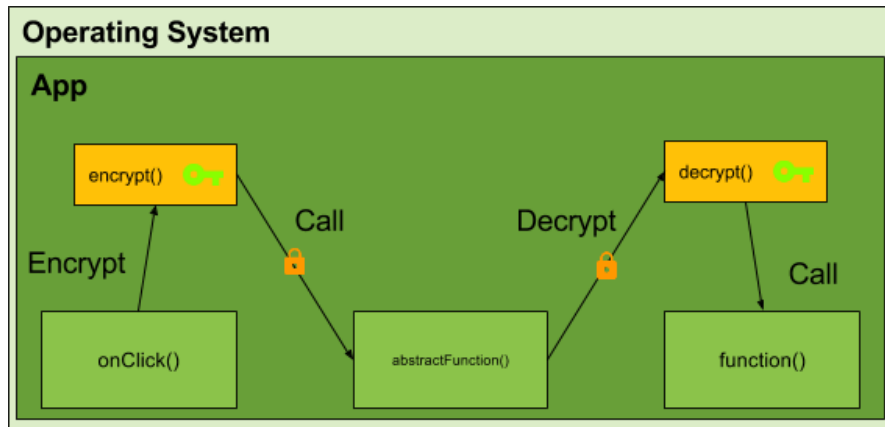 Operating System
App
encrypt()
decrypt()
Call
Decrypt
Encrypt
Call
onClick()
abstractFunction()
function()